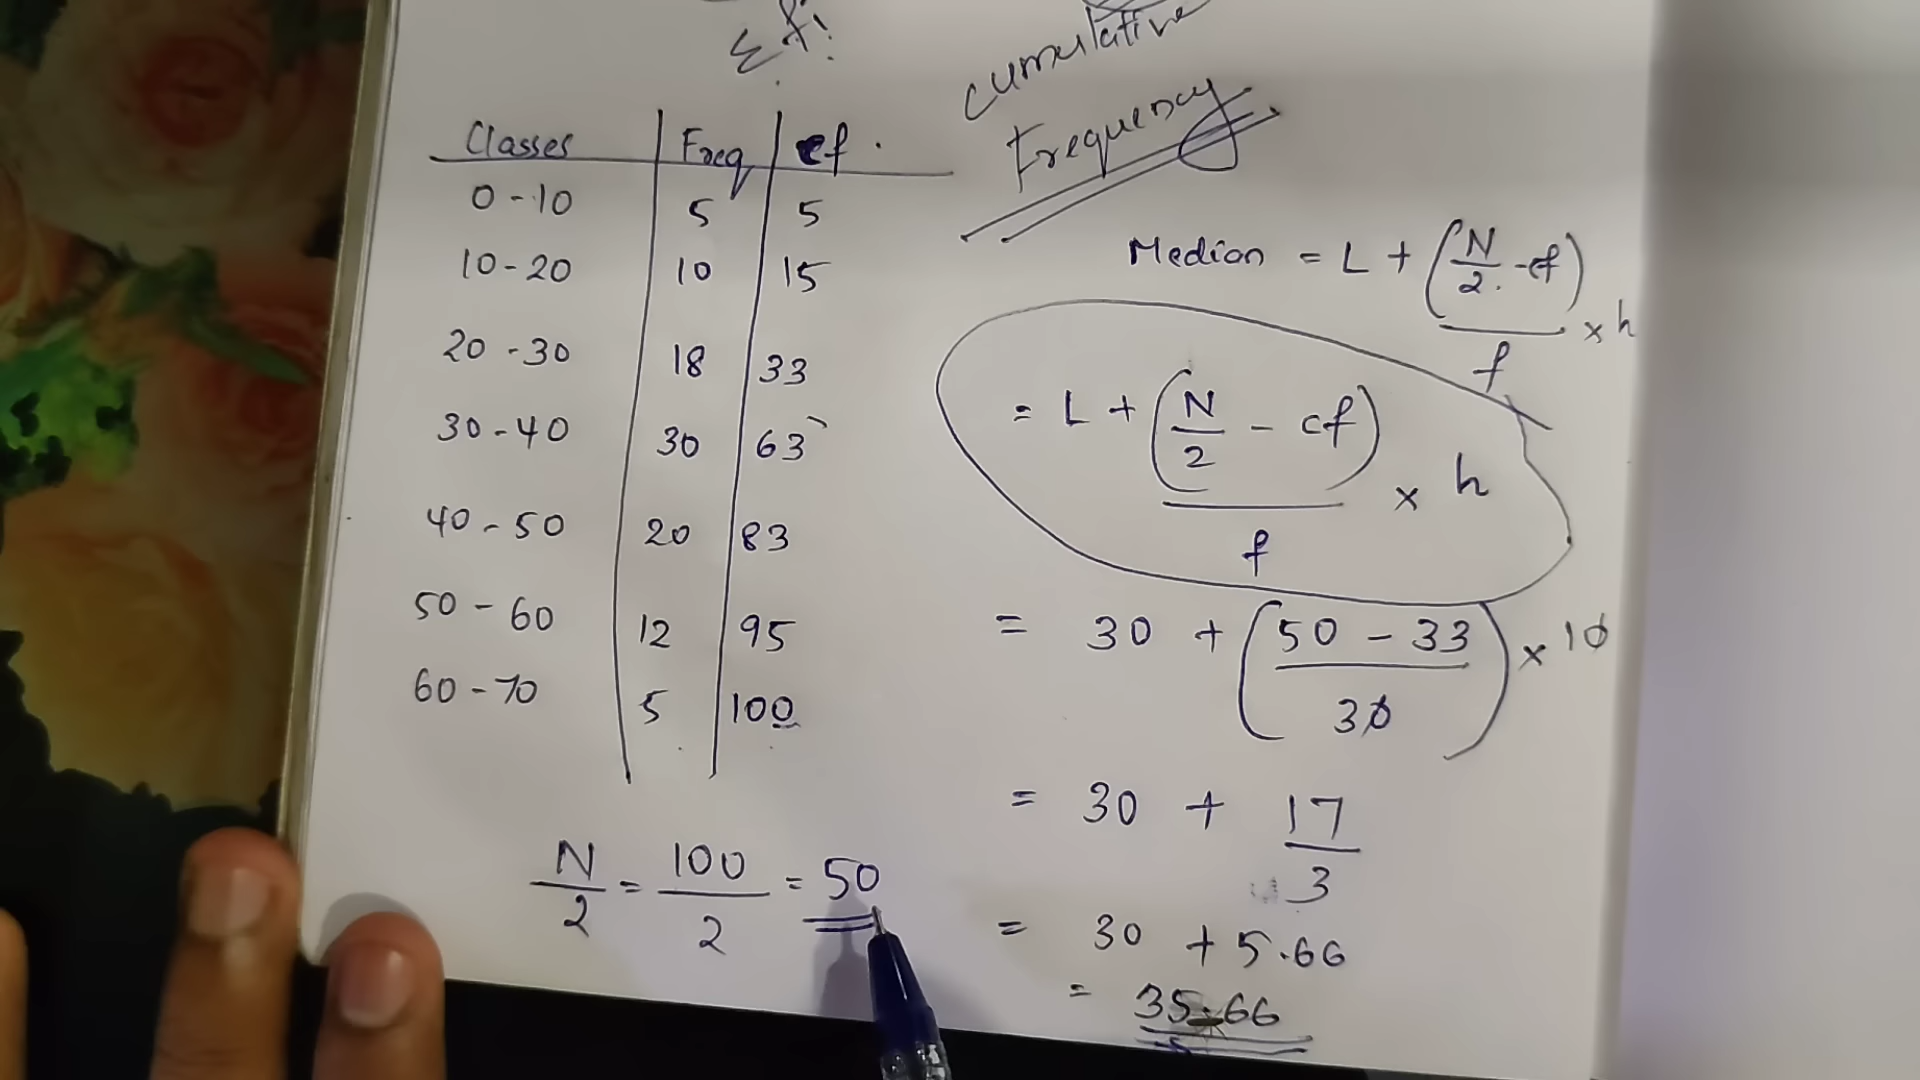 Σfi
cumulative
Frequency
Classes Freq cf
0-10 5 5
10-20 10 15
20-30 18 33
30-40 30 63
40-50 20 83
50-60 12 95
60-70 5 100
N/2 = 100/2 = 50
Median = L + (N/2 - cf)/f × h
= L + (N/2 - cf)/f × h
= 30 + (50 - 33/30) × 10
= 30 + 17/3
= 30 + 5.66
= 35.66